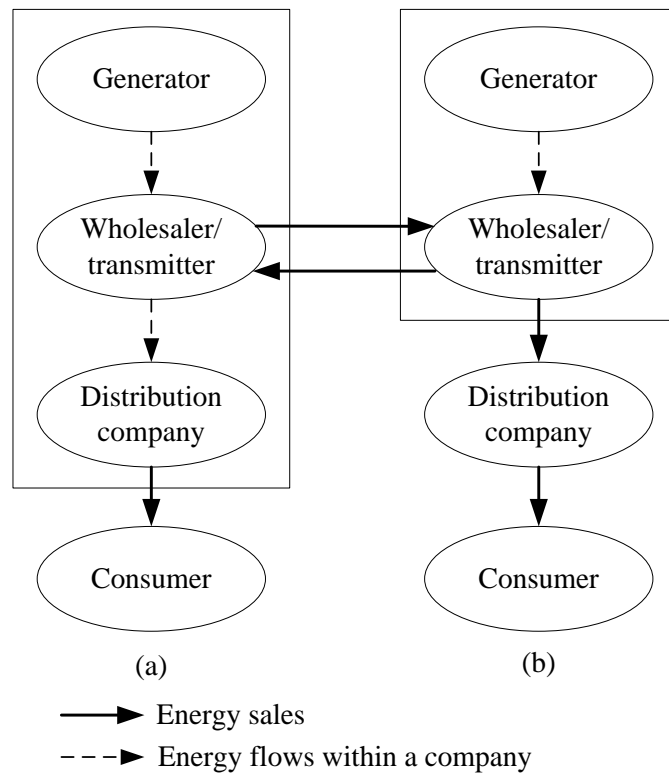 Generator
Wholesaler/
transmitter
Distribution
company
Consumer
(a)
Generator
Wholesaler/
transmitter
Distribution
company
Consumer
(b)
Energy sales
Energy flows within a company